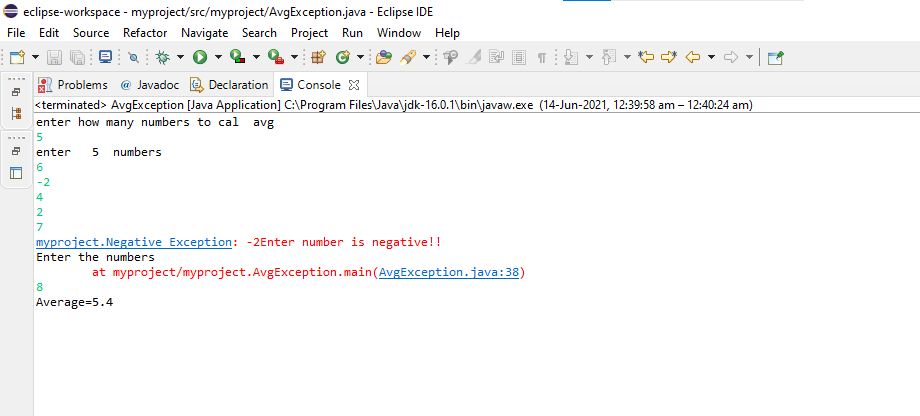 eclipse-workspace - myproject/src/myproject/AvgException.java - Eclipse IDE
File Edit Source Refactor Navigate Search Project Run Window Help
Problems @ Javadoc Declaration Console
<terminated> AvgException [Java Application] C:\Program Files\Java\jdk-16.0.1\bin\javaw.exe (14-Jun-2021, 12:39:58 am – 12:40:24 am)
enter how many numbers to cal  avg
5
enter   5  numbers
6
-2
4
2
7
myproject.Negative Exception: -2Enter number is negative!!
Enter the numbers
        at myproject/myproject.AvgException.main(AvgException.java:38)
8
Average=5.4